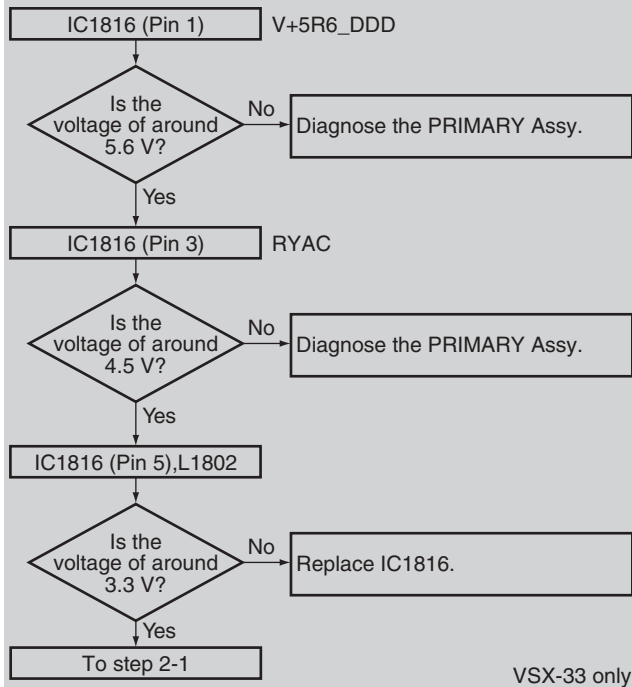 IC1816 (Pin 1) V+5R6_DDD
Is the
voltage of around
5.6 V?
No
Diagnose the PRIMARY Assy.
Yes
IC1816 (Pin 3) RYAC
Is the
voltage of around
4.5 V?
No
Diagnose the PRIMARY Assy.
Yes
IC1816 (Pin 5),L1802
Is the
voltage of around
3.3 V?
No
Replace IC1816.
Yes
To step 2-1
VSX-33 only